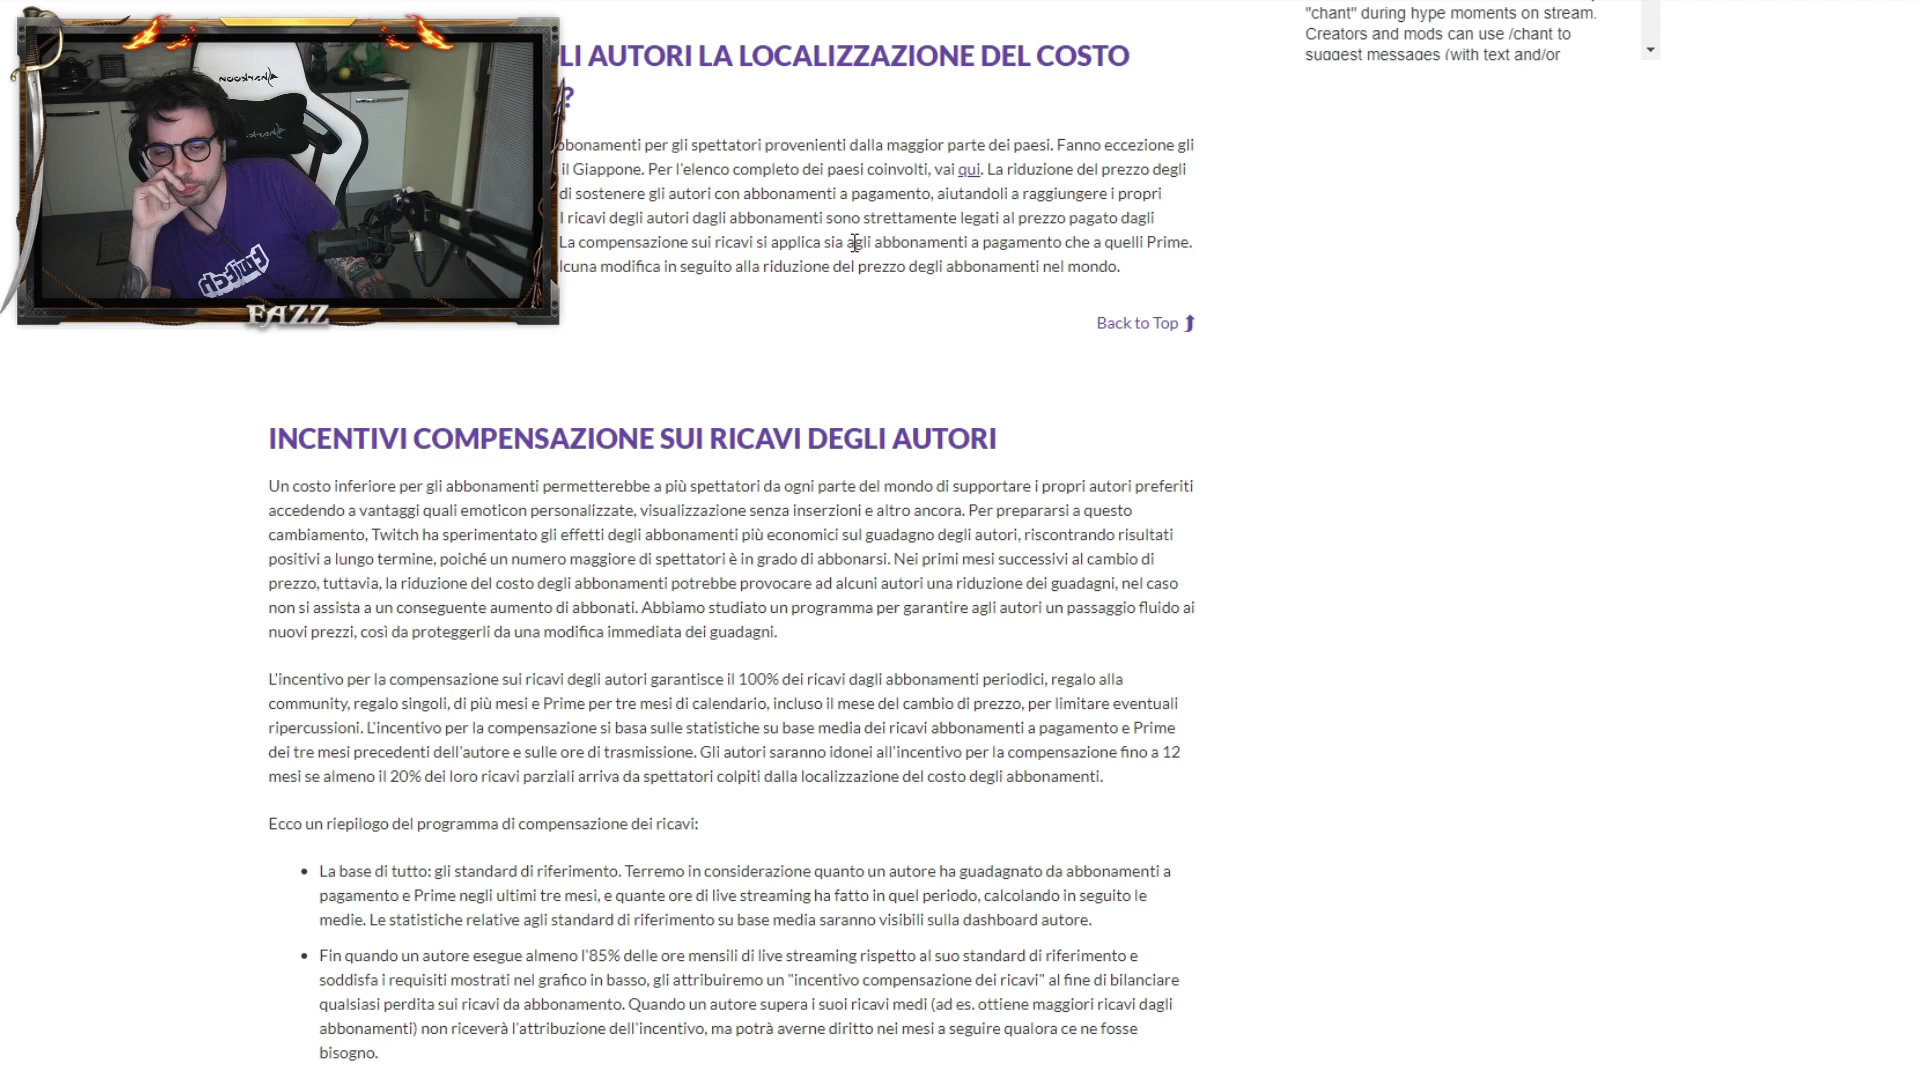 "chant" during hype moments on stream.
Creators and mods can use /chant to
suggest messages (with text and/or
LI AUTORI LA LOCALIZZAZIONE DEL COSTO
?
bbonamenti per gli spettatori provenienti dalla maggior parte dei paesi. Fanno eccezione gli
il Giappone. Per l'elenco completo dei paesi coinvolti, vai qui. La riduzione del prezzo degli
di sostenere gli autori con abbonamenti a pagamento, aiutandoli a raggiungere i propri
I ricavi degli autori dagli abbonamenti sono strettamente legati al prezzo pagato dagli
La compensazione sui ricavi si applica sia agli abbonamenti a pagamento che a quelli Prime.
lcuna modifica in seguito alla riduzione del prezzo degli abbonamenti nel mondo.
twitch
FAZZ
Back to Top
INCENTIVI COMPENSAZIONE SUI RICAVI DEGLI AUTORI
Un costo inferiore per gli abbonamenti permetterebbe a più spettatori da ogni parte del mondo di supportare i propri autori preferiti
accedendo a vantaggi quali emoticon personalizzate, visualizzazione senza inserzioni e altro ancora. Per prepararsi a questo
cambiamento, Twitch ha sperimentato gli effetti degli abbonamenti più economici sul guadagno degli autori, riscontrando risultati
positivi a lungo termine, poiché un numero maggiore di spettatori è in grado di abbonarsi. Nei primi mesi successivi al cambio di
prezzo, tuttavia, la riduzione del costo degli abbonamenti potrebbe provocare ad alcuni autori una riduzione dei guadagni, nel caso
non si assista a un conseguente aumento di abbonati. Abbiamo studiato un programma per garantire agli autori un passaggio fluido ai
nuovi prezzi, così da proteggerli da una modifica immediata dei guadagni.
L'incentivo per la compensazione sui ricavi degli autori garantisce il 100% dei ricavi dagli abbonamenti periodici, regalo alla
community, regalo singoli, di più mesi e Prime per tre mesi di calendario, incluso il mese del cambio di prezzo, per limitare eventuali
ripercussioni. L'incentivo per la compensazione si basa sulle statistiche su base media dei ricavi abbonamenti a pagamento e Prime
dei tre mesi precedenti dell'autore e sulle ore di trasmissione. Gli autori saranno idonei all'incentivo per la compensazione fino a 12
mesi se almeno il 20% dei loro ricavi parziali arriva da spettatori colpiti dalla localizzazione del costo degli abbonamenti.
Ecco un riepilogo del programma di compensazione dei ricavi:
• La base di tutto: gli standard di riferimento. Terremo in considerazione quanto un autore ha guadagnato da abbonamenti a
pagamento e Prime negli ultimi tre mesi, e quante ore di live streaming ha fatto in quel periodo, calcolando in seguito le
medie. Le statistiche relative agli standard di riferimento su base media saranno visibili sulla dashboard autore.
• Fin quando un autore esegue almeno l'85% delle ore mensili di live streaming rispetto al suo standard di riferimento e
soddisfa i requisiti mostrati nel grafico in basso, gli attribuiremo un "incentivo compensazione dei ricavi" al fine di bilanciare
qualsiasi perdita sui ricavi da abbonamento. Quando un autore supera i suoi ricavi medi (ad es. ottiene maggiori ricavi dagli
abbonamenti) non riceverà l'attribuzione dell'incentivo, ma potrà averne diritto nei mesi a seguire qualora ce ne fosse
bisogno.